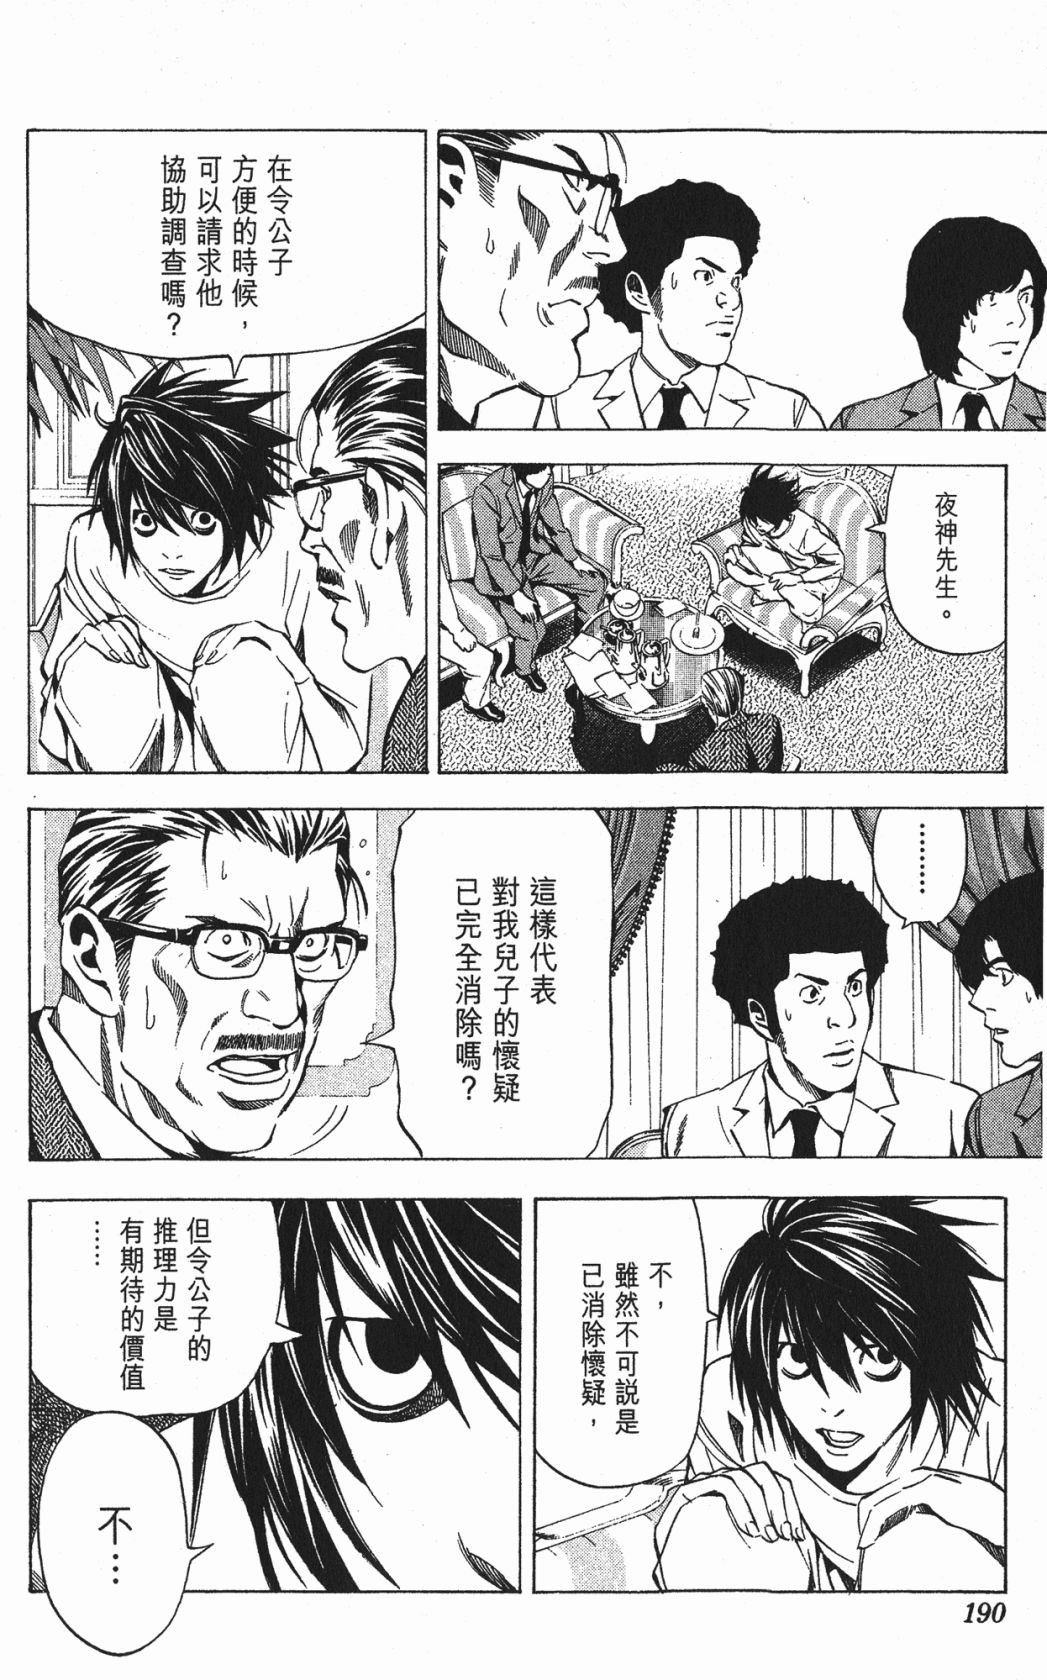 夜神先生。
在令公子
方便的時候，
可以請求他
協助調查嗎？
………
這樣代表
對我兒子的懷疑
已完全消除嗎？
不，
雖然不可説是
已消除懷疑，
但令公子的
推理力是
有期待的價值
……
不…
190